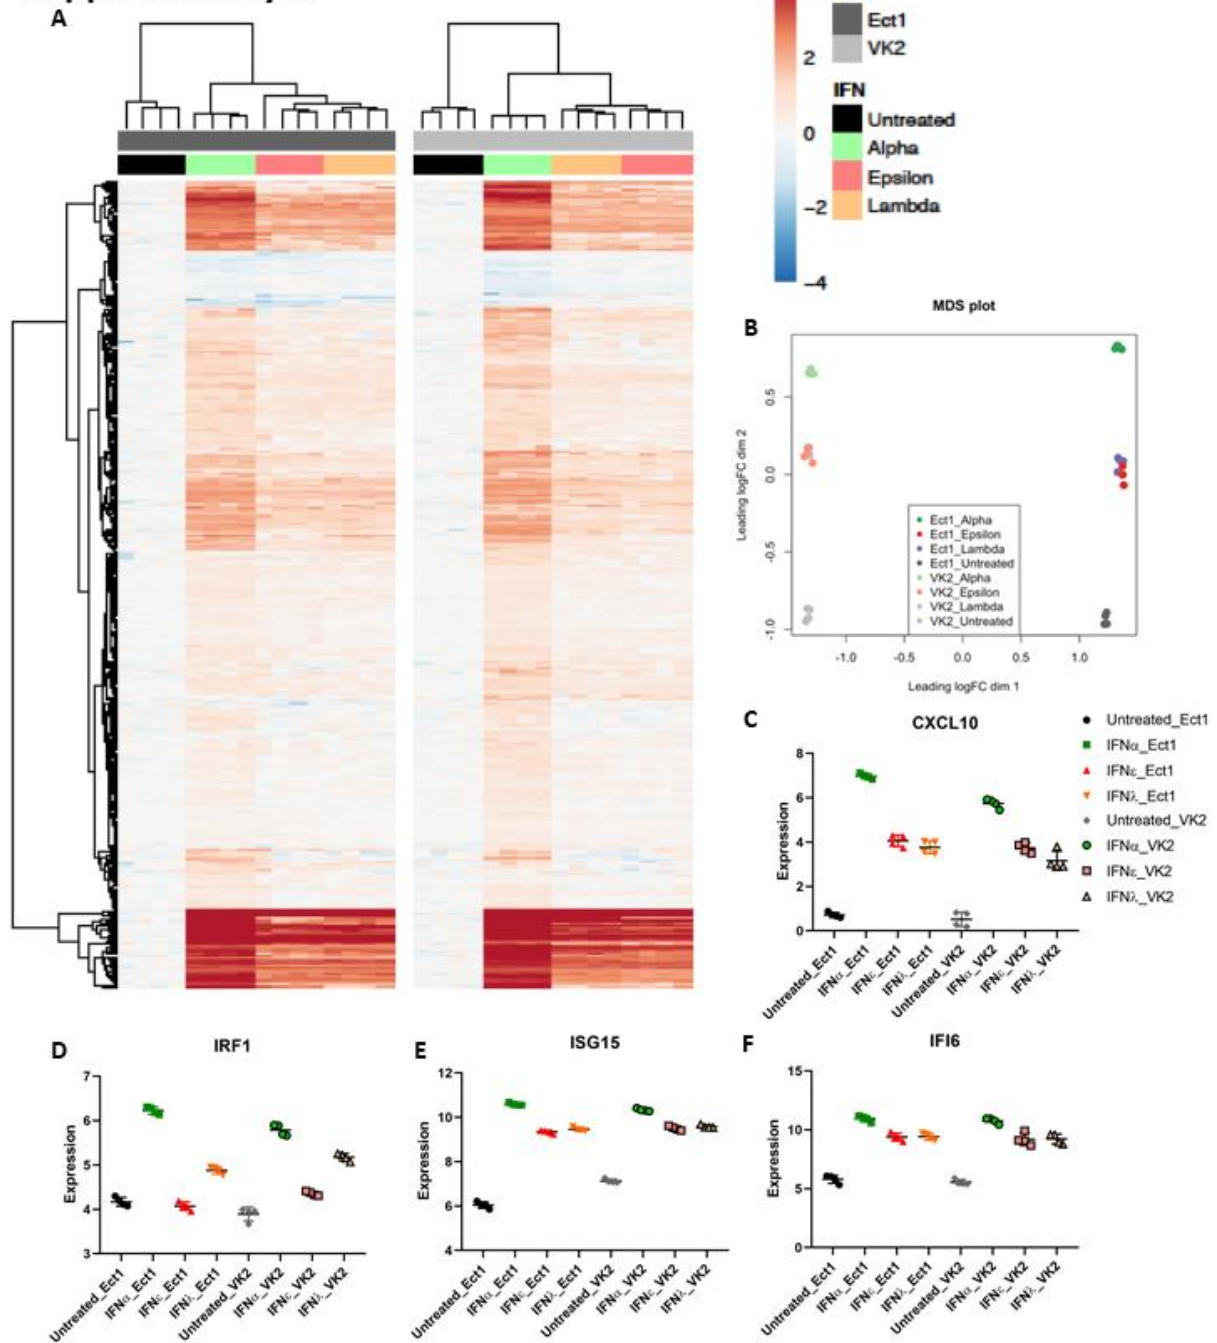 A
Ect1
VK2
2
0
−2
−4
IFN
Untreated
Alpha
Epsilon
Lambda
MDS plot
B
Leading logFC dim 2
0.5
0.0
-0.5
-1.0
Ect1_Alpha
Ect1_Epsilon
Ect1_Lambda
Ect1_Untreated
VK2_Alpha
VK2_Epsilon
VK2_Lambda
VK2_Untreated
-1.0 -0.5 0.0 0.5 1.0
Leading logFC dim 1
C
CXCL10
Expression
8
6
4
2
0
Untreated_Ect1
IFNα_Ect1
IFNε_Ect1
IFNλ_Ect1
Untreated_VK2
IFNα_VK2
IFNε_VK2
IFNλ_VK2
Untreated_Ect1
IFNα_Ect1
IFNε_Ect1
IFNλ_Ect1
Untreated_VK2
IFNα_VK2
IFNε_VK2
IFNλ_VK2
D
IRF1
Expression
7
6
5
4
3
Untreated_Ect1
IFNα_Ect1
IFNε_Ect1
IFNλ_Ect1
Untreated_VK2
IFNα_VK2
IFNε_VK2
IFNλ_VK2
E
ISG15
Expression
12
10
8
6
4
Untreated_Ect1
IFNα_Ect1
IFNε_Ect1
IFNλ_Ect1
Untreated_VK2
IFNα_VK2
IFNε_VK2
IFNλ_VK2
F
IFI6
Expression
15
10
5
0
Untreated_Ect1
IFNα_Ect1
IFNε_Ect1
IFNλ_Ect1
Untreated_VK2
IFNα_VK2
IFNε_VK2
IFNλ_VK2